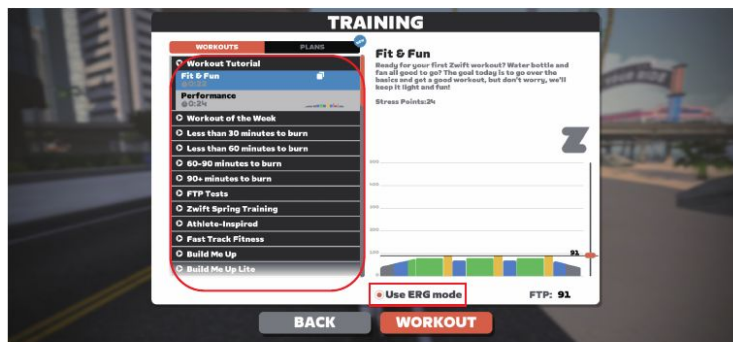 TRAINING
WORKOUTS
PLANS
Workout Tutorial
Fit & Fun
Performance
@0:24
Workout of the Week
Less than 30 minutes to burn
Less than 60 minutes to burn
60-90 minutes to burn
90+ minutes to burn
FTP Tests
Zwift Spring Training
Athlete-Inspired
Fast Track Fitness
Build Me Up
Build Me Up Lite
Fit & Fun
Ready for your first Zwift workout? Water bottle and
fan all good to go? The goal today is to go over the
basics and get a good workout, but don't worry, we'll
keep it light and fun!
Stress Points:24
Z
91
Use ERG mode
FTP: 91
BACK
WORKOUT